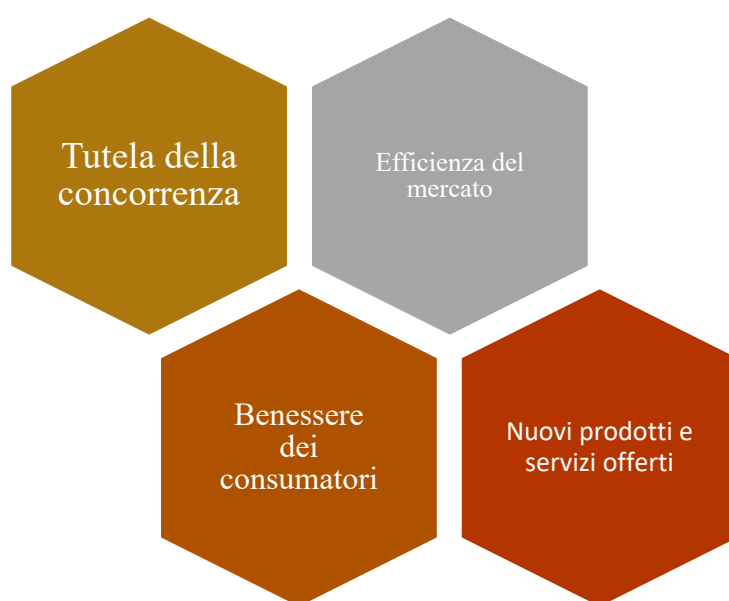 Tutela della
concorrenza
Efficienza del
mercato
Benessere
dei
consumatori
Nuovi prodotti e
servizi offerti